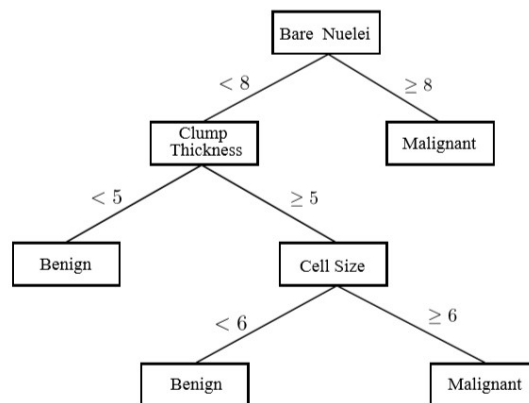 Bare Nuelei
< 8
≥ 8
Clump
Thickness
Malignant
< 5
≥ 5
Benign
Cell Size
< 6
≥ 6
Benign
Malignant